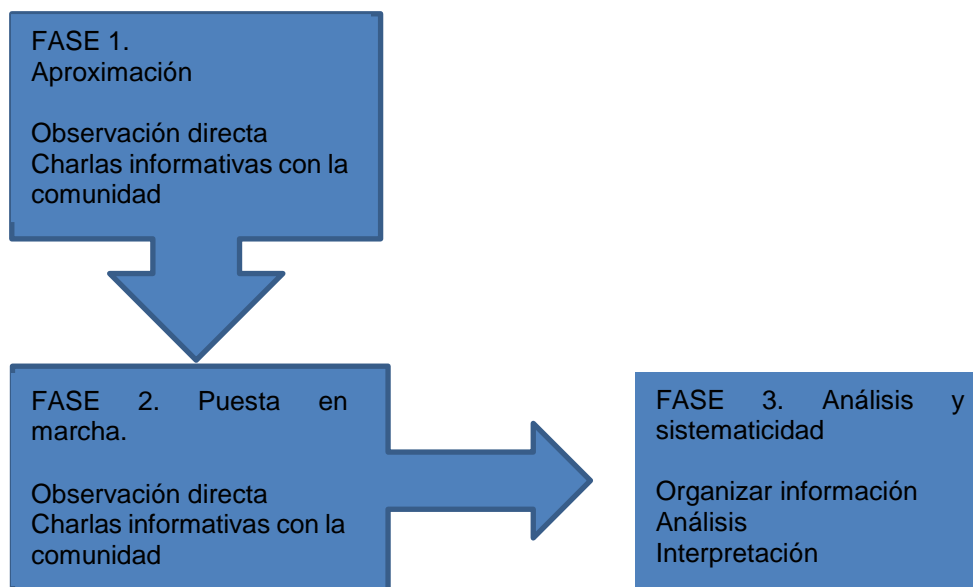 FASE 1.
Aproximación
Observación directa
Charlas informativas con la
comunidad
FASE 2. Puesta en
marcha.
Observación directa
Charlas informativas con la
comunidad
FASE 3. Análisis y
sistematicidad
Organizar información
Análisis
Interpretación